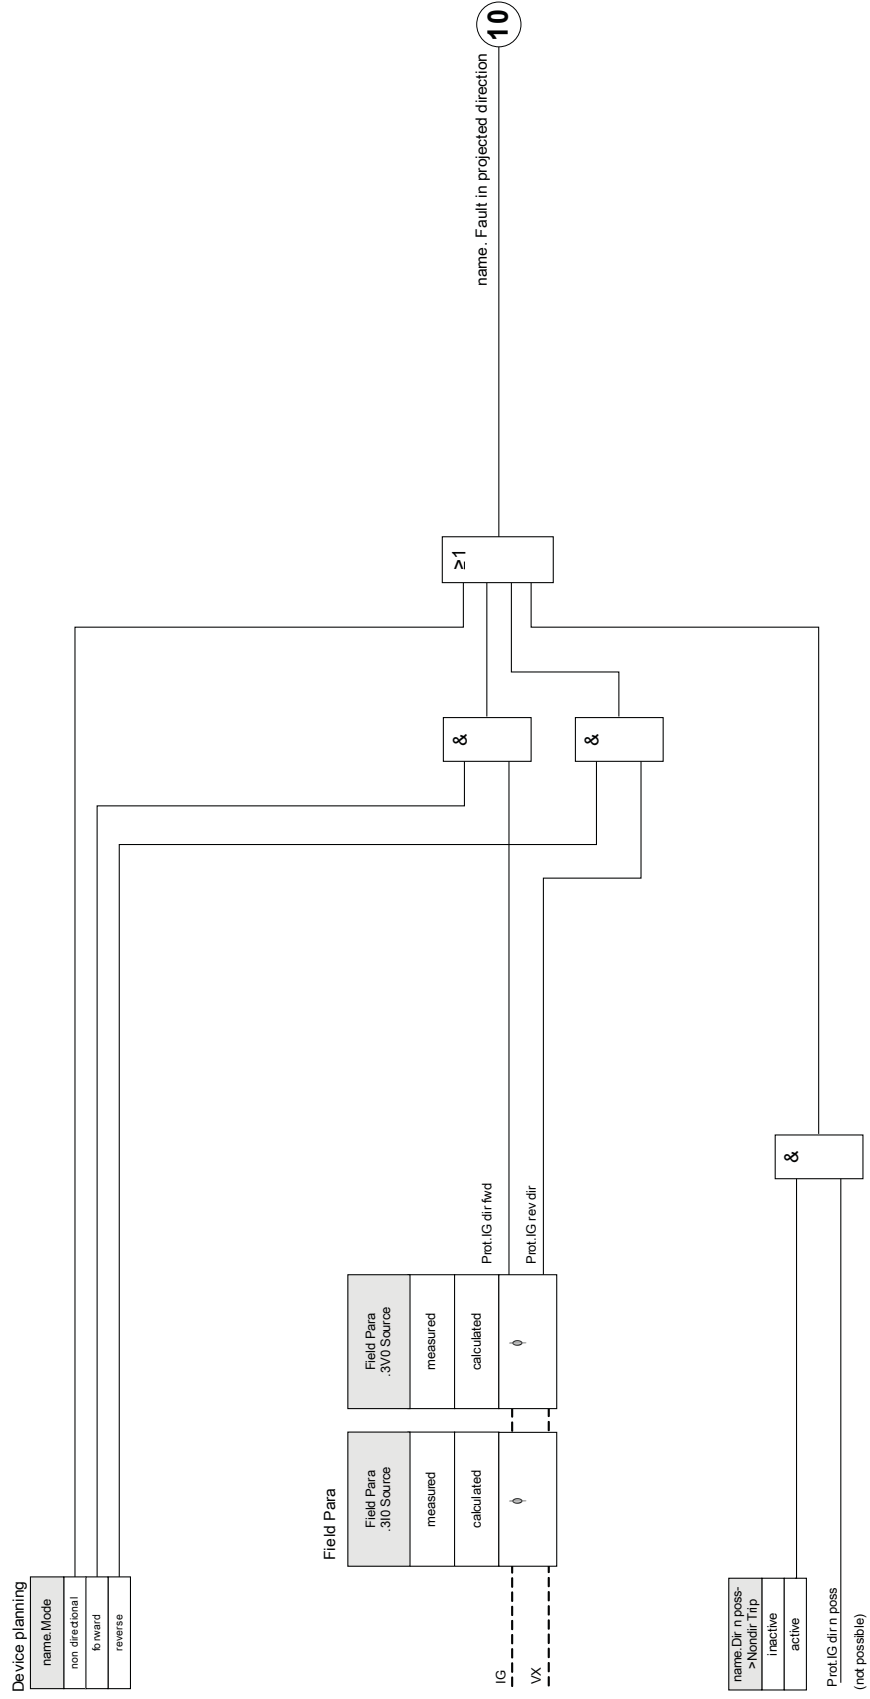 Device planning
name.Mode
non directional
forward
reverse
Field Para
Field Para
.3I0 Source
measured
calculated
φ
Field Para
.3V0 Source
measured
calculated
φ
IG
VX
Prot.IG dir fwd
Prot.IG rev dir
name.Dir n poss-
>Nondir Trip
inactive
active
Prot.IG dir n poss
(not possible)
&
&
&
≥1
name. Fault in projected direction
10